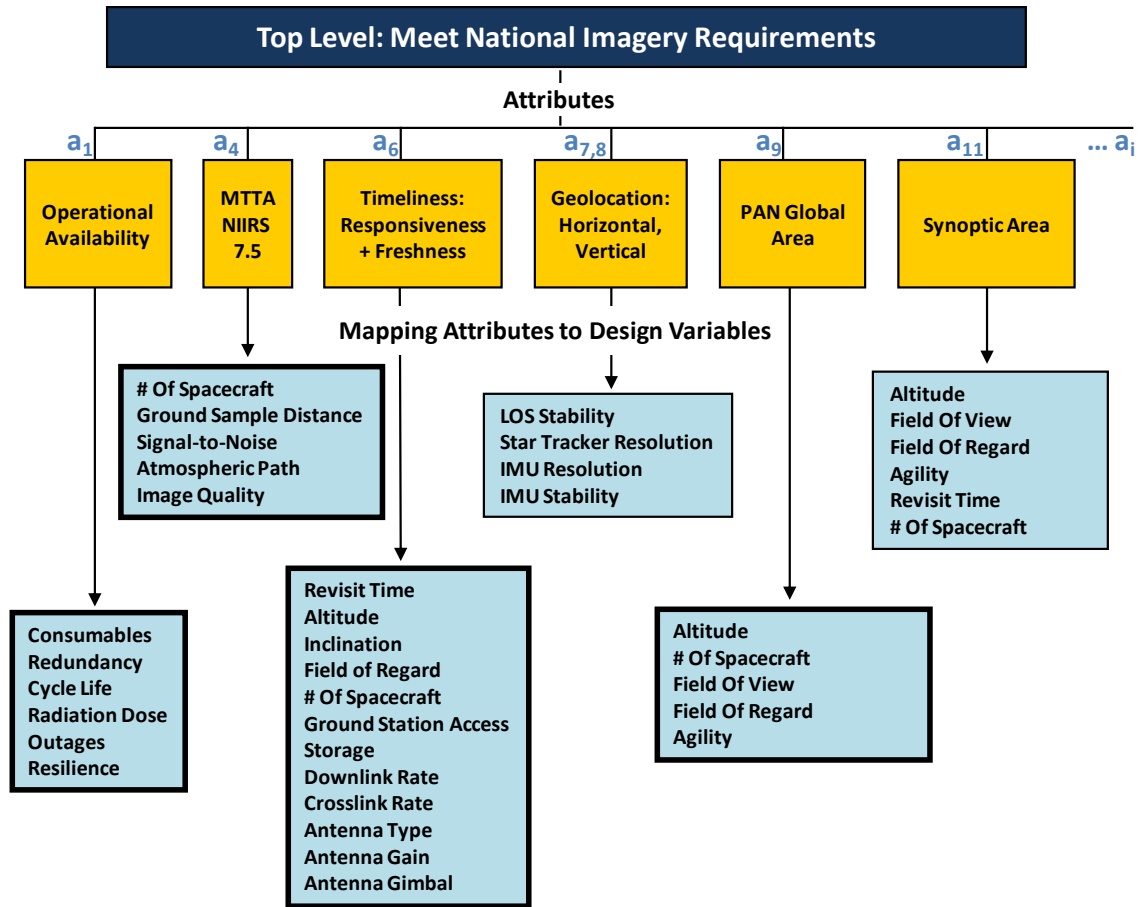 Top Level: Meet National Imagery Requirements
Attributes
a1
a4
a6
a7,8
a9
a11
... ai
Operational
Availability
MTTA
NIIRS
7.5
Timeliness:
Responsiveness
+ Freshness
Geolocation:
Horizontal,
Vertical
PAN Global
Area
Synoptic Area
Mapping Attributes to Design Variables
# Of Spacecraft
Ground Sample Distance
Signal-to-Noise
Atmospheric Path
Image Quality
LOS Stability
Star Tracker Resolution
IMU Resolution
IMU Stability
Altitude
Field Of View
Field Of Regard
Agility
Revisit Time
# Of Spacecraft
Consumables
Redundancy
Cycle Life
Radiation Dose
Outages
Resilience
Revisit Time
Altitude
Inclination
Field of Regard
# Of Spacecraft
Ground Station Access
Storage
Downlink Rate
Crosslink Rate
Antenna Type
Antenna Gain
Antenna Gimbal
Altitude
# Of Spacecraft
Field Of View
Field Of Regard
Agility